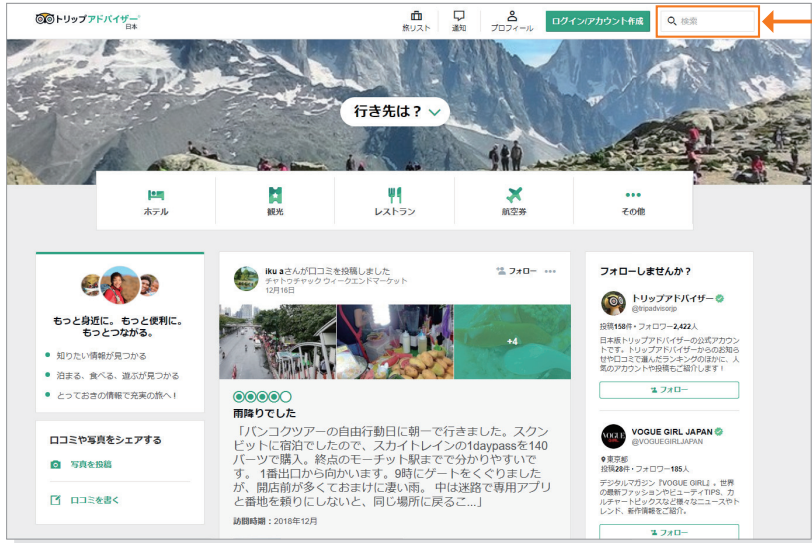 トリップアドバイザー
日本
旅リスト
通知
プロフィール
ログイン/アカウント作成
検索
行き先は？
ホテル
観光
レストラン
航空券
その他
もっと身近に。もっと便利に。
もっとつながる。
知りたい情報が見つかる
泊まる、食べる、遊ぶが見つかる
とっておきの情報で充実の旅へ！
口コミや写真をシェアする
写真を投稿
口コミを書く
iku aさんが口コミを投稿しました
チャトゥチャック ウィークエンドマーケット
12月16日
フォロー
+4
雨降りでした
「バンコクツアーの自由行動日に朝一で行きました。スクン
ビットに宿泊でしたので、スカイトレインの1daypassを140
バーツで購入。終点のモーチット駅までで分かりやすいで
す。 1番出口から向かいます。9時にゲートをくぐりました
が、開店前が多くておまけに凄い雨。 中は迷路で専用アプリ
と番地を頼りにしないと、同じ場所に戻るこ...」
訪問時期：2018年12月
フォローしませんか？
トリップアドバイザー
@tripadvisorjp
投稿158件・フォロワー2,422人
日本版トリップアドバイザーの公式アカウン
トです。トリップアドバイザーからのお知ら
せや口コミで選んだランキングのほかに、人
気のアカウントや投稿もご紹介します！
フォロー
VOGUE GIRL
VOGUE GIRL JAPAN
@VOGUEGIRLJAPAN
東京都
投稿28件・フォロワー185人
デジタルマガジン『VOGUE GIRL』。世界
の最新ファッションやビューティTIPS、カ
ルチャートピックスなど様々なニュースやト
レンド、新作情報をご紹介。
フォロー